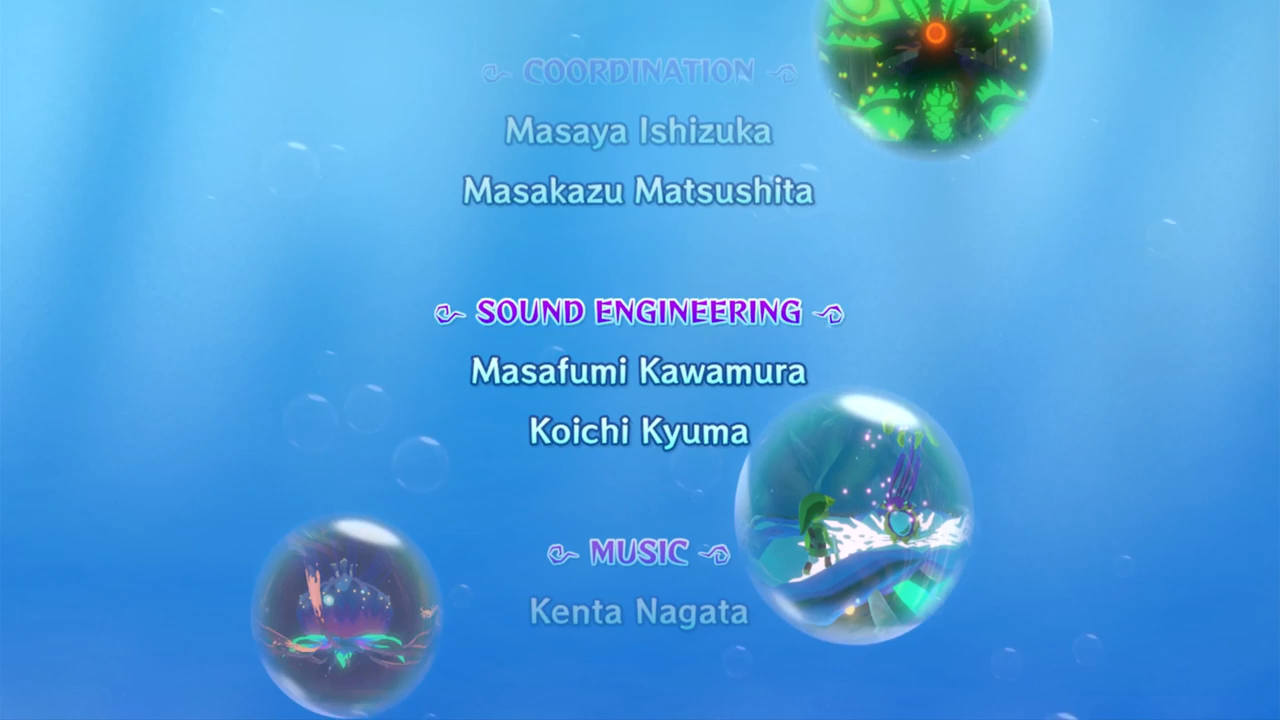 COORDINATION
Masaya Ishizuka
Masakazu Matsushita
SOUND ENGINEERING
Masafumi Kawamura
Koichi Kyuma
MUSIC
Kenta Nagata